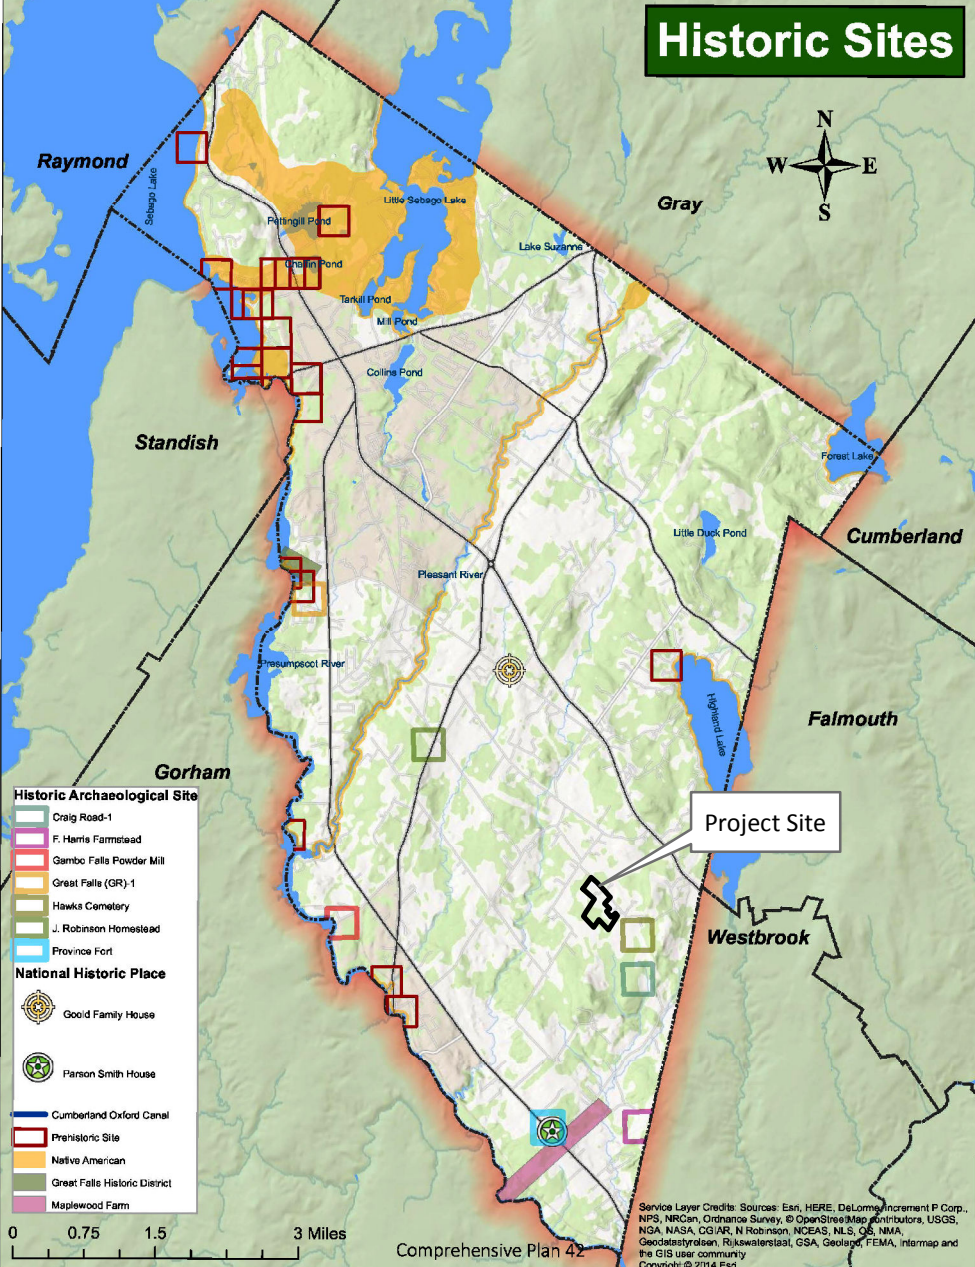 Historic Sites
N
W E
S
Raymond
Sebago Lake
Gray
Little Sebago Lake
Pettingill Pond
Lake Suzanne
Chaffin Pond
Tarkill Pond
Mill Pond
Collins Pond
Standish
Forest Lake
Little Duck Pond
Cumberland
Pleasant River
Presumpscot River
Highland Lake
Falmouth
Gorham
Project Site
Westbrook
Historic Archaeological Site
Craig Road-1
F. Harris Farmstead
Gambo Falls Powder Mill
Great Falls (GR)-1
Hawks Cemetery
J. Robinson Homestead
Province Fort
National Historic Place
Goold Family House
Parson Smith House
Cumberland Oxford Canal
Prehistoric Site
Native American
Great Falls Historic District
Maplewood Farm
0 0.75 1.5 3 Miles
Comprehensive Plan 42
Service Layer Credits: Sources: Esri, HERE, DeLorme, Increment P Corp.,
NPS, NRCan, Ordnance Survey, © OpenStreetMap contributors, USGS,
NGA, NASA, CGIAR, N Robinson, NCEAS, NLS, OS, NMA,
Geodatastyrelsen, Rijkswaterstaat, GSA, Geoland, FEMA, Intermap and
the GIS user community
Copyright:© 2014 Esri